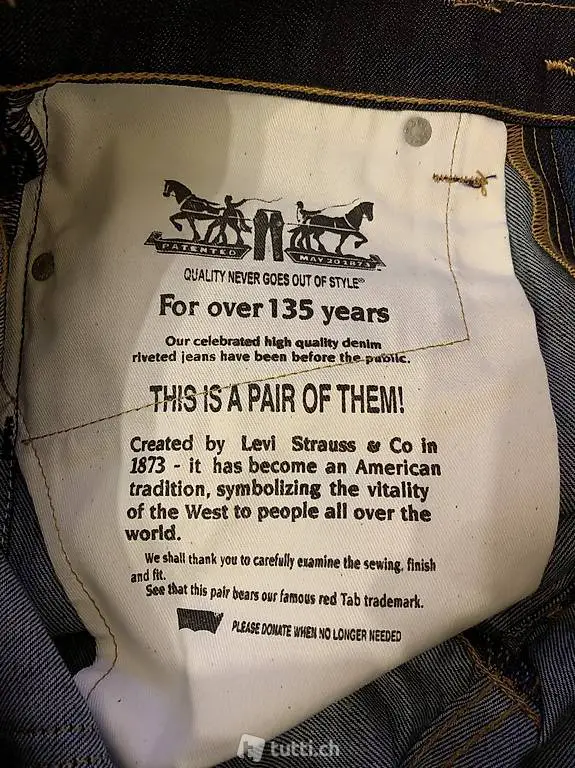 PATENTED
MAY 20 1873
QUALITY NEVER GOES OUT OF STYLE®
For over 135 years
Our celebrated high quality denim
riveted jeans have been before the public.
THIS IS A PAIR OF THEM!
Created by Levi Strauss & Co in
1873 - it has become an American
tradition, symbolizing the vitality
of the West to people all over the
world.
We shall thank you to carefully examine the sewing, finish
and fit.
See that this pair bears our famous red Tab trademark.
PLEASE DONATE WHEN NO LONGER NEEDED
tutti.ch